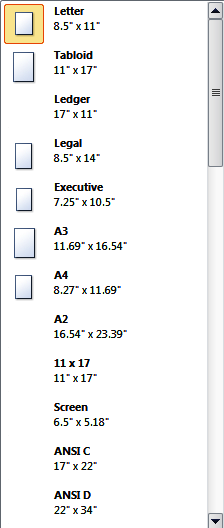 Letter
8.5" x 11"
Tabloid
11" x 17"
Ledger
17" x 11"
Legal
8.5" x 14"
Executive
7.25" x 10.5"
A3
11.69" x 16.54"
A4
8.27" x 11.69"
A2
16.54" x 23.39"
11 x 17
11" x 17"
Screen
6.5" x 5.18"
ANSI C
17" x 22"
ANSI D
22" x 34"